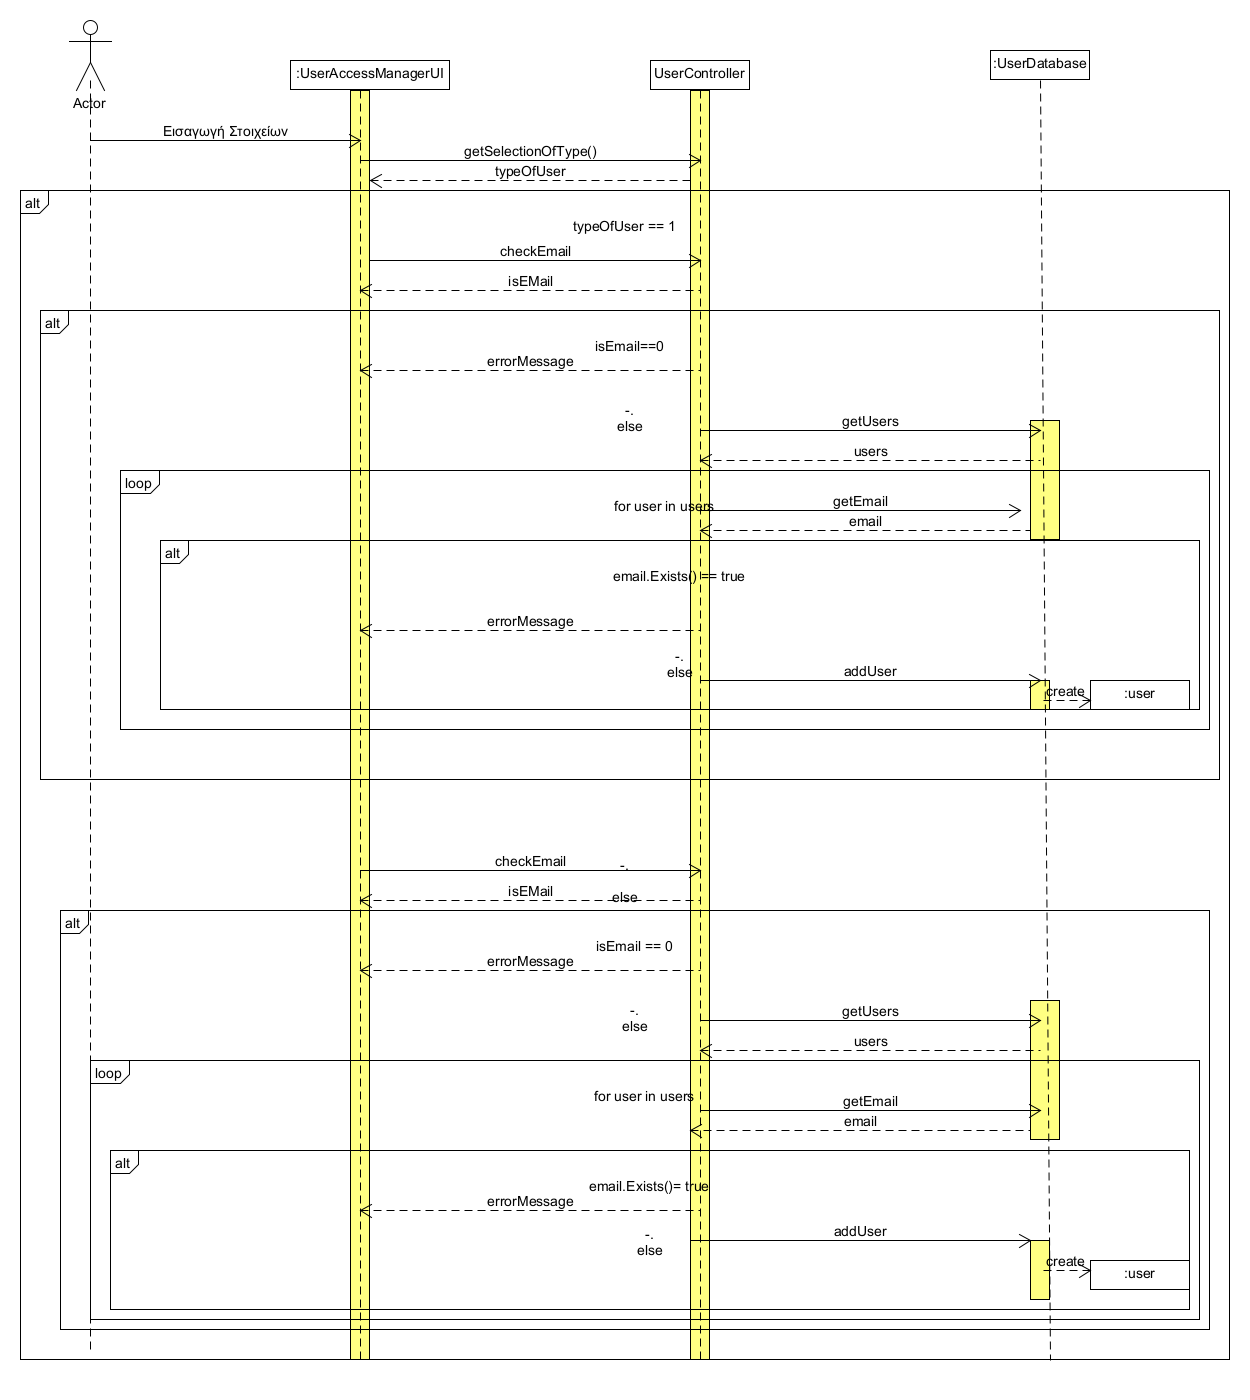 :UserAccessManagerUI
UserController
:UserDatabase
Actor
Εισαγωγή Στοιχείων
getSelectionOfType()
typeOfUser
alt
typeOfUser == 1
checkEmail
isEMail
alt
isEmail==0
errorMessage
-.
else
getUsers
users
loop
for user in users
getEmail
email
alt
email.Exists() == true
errorMessage
-.
else
addUser
create
:user
checkEmail
-.
isEMail
else
alt
isEmail == 0
errorMessage
-.
else
getUsers
users
loop
for user in users
getEmail
email
alt
email.Exists()= true
errorMessage
-.
else
addUser
create
:user